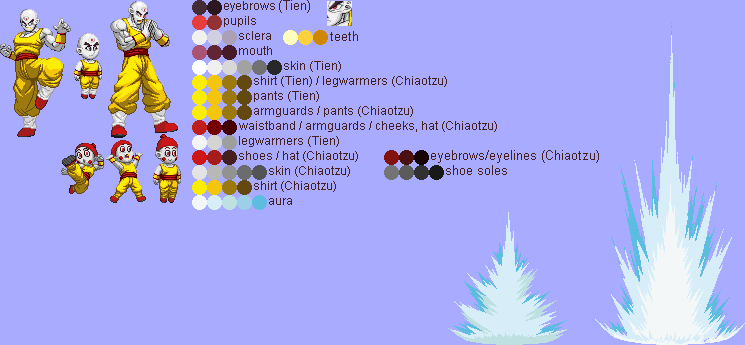 eyebrows (Tien)
pupils
sclera
teeth
mouth
skin (Tien)
shirt (Tien) / legwarmers (Chiaotzu)
pants (Tien)
armguards / pants (Chiaotzu)
waistband / armguards / cheeks, hat (Chiaotzu)
legwarmers (Tien)
shoes / hat (Chiaotzu)
eyebrows/eyelines (Chiaotzu)
skin (Chiaotzu)
shoe soles
shirt (Chiaotzu)
aura